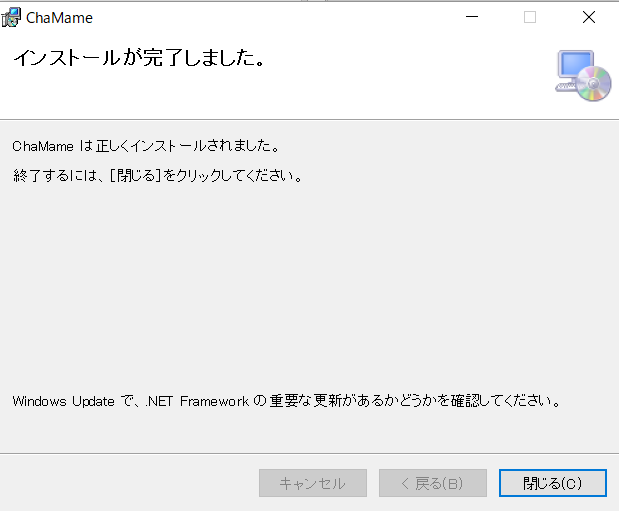 ChaMame
インストールが完了しました。
ChaMame は正しくインストールされました。
終了するには、[閉じる]をクリックしてください。
Windows Update で、.NET Framework の重要な更新があるかどうかを確認してください。
キャンセル
< 戻る(B)
閉じる(C)